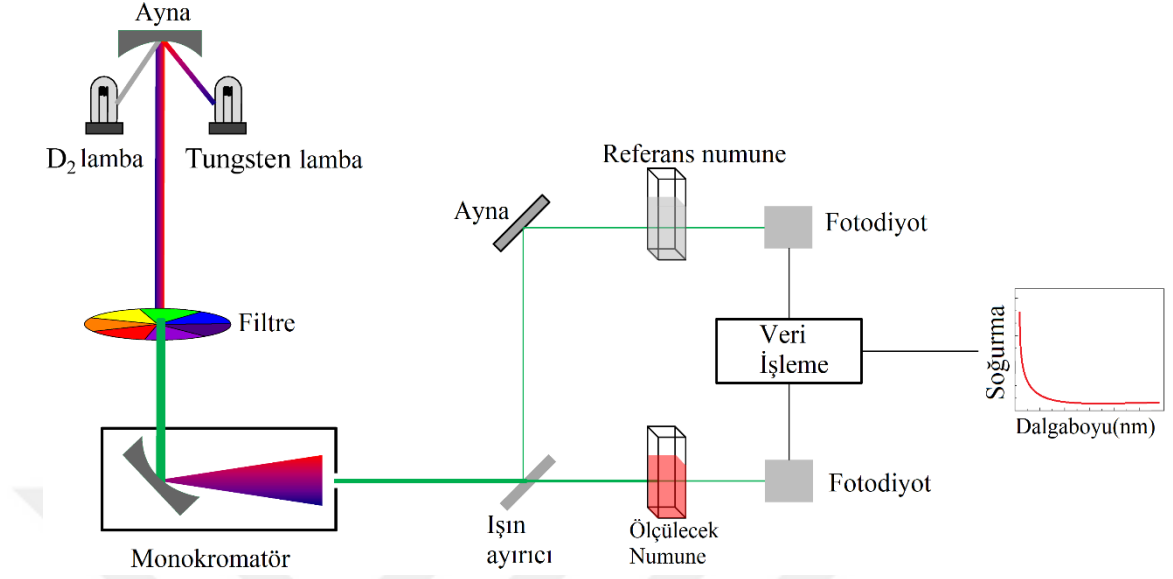 Ayna
D₂ lamba
Tungsten lamba
Filtre
Monokromatör
Referans numune
Ayna
Fotodiyot
Veri
İşleme
Soğurma
Dalgaboyu(nm)
Fotodiyot
Işın
ayırıcı
Ölçülecek
Numune